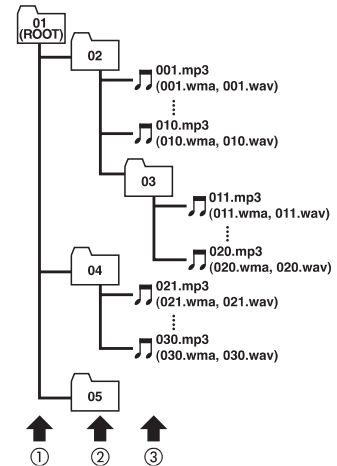 01
(ROOT)
02
001.mp3
(001.wma, 001.wav)
010.mp3
(010.wma, 010.wav)
03
011.mp3
(011.wma, 011.wav)
020.mp3
(020.wma, 020.wav)
04
021.mp3
(021.wma, 021.wav)
030.mp3
(030.wma, 030.wav)
05
① ② ③